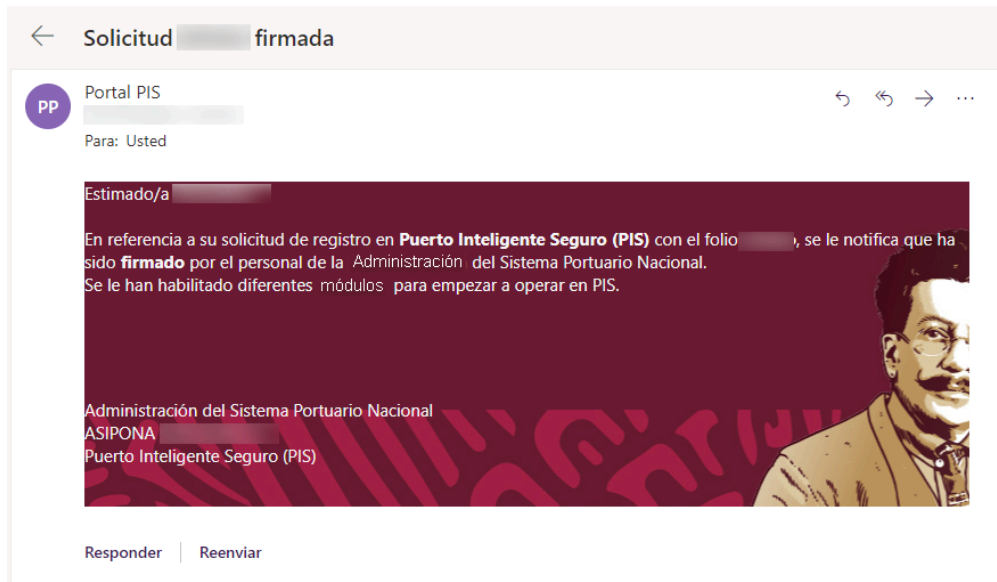 Solicitud firmada
PP
Portal PIS
Para: Usted
Estimado/a
En referencia a su solicitud de registro en Puerto Inteligente Seguro (PIS) con el folio , se le notifica que ha
sido firmado por el personal de la Administración del Sistema Portuario Nacional.
Se le han habilitado diferentes módulos para empezar a operar en PIS.
Administración del Sistema Portuario Nacional
ASIPONA
Puerto Inteligente Seguro (PIS)
Responder
Reenviar